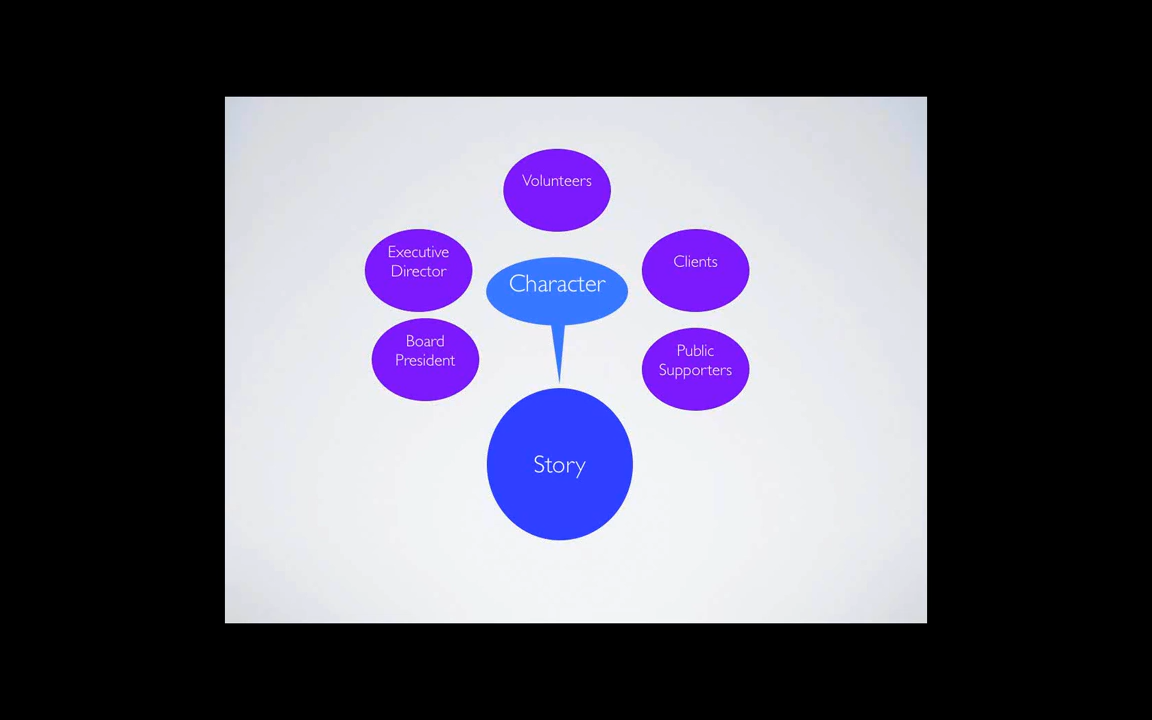 Volunteers
Executive
Director
Character
Clients
Board
President
Public
Supporters
Story